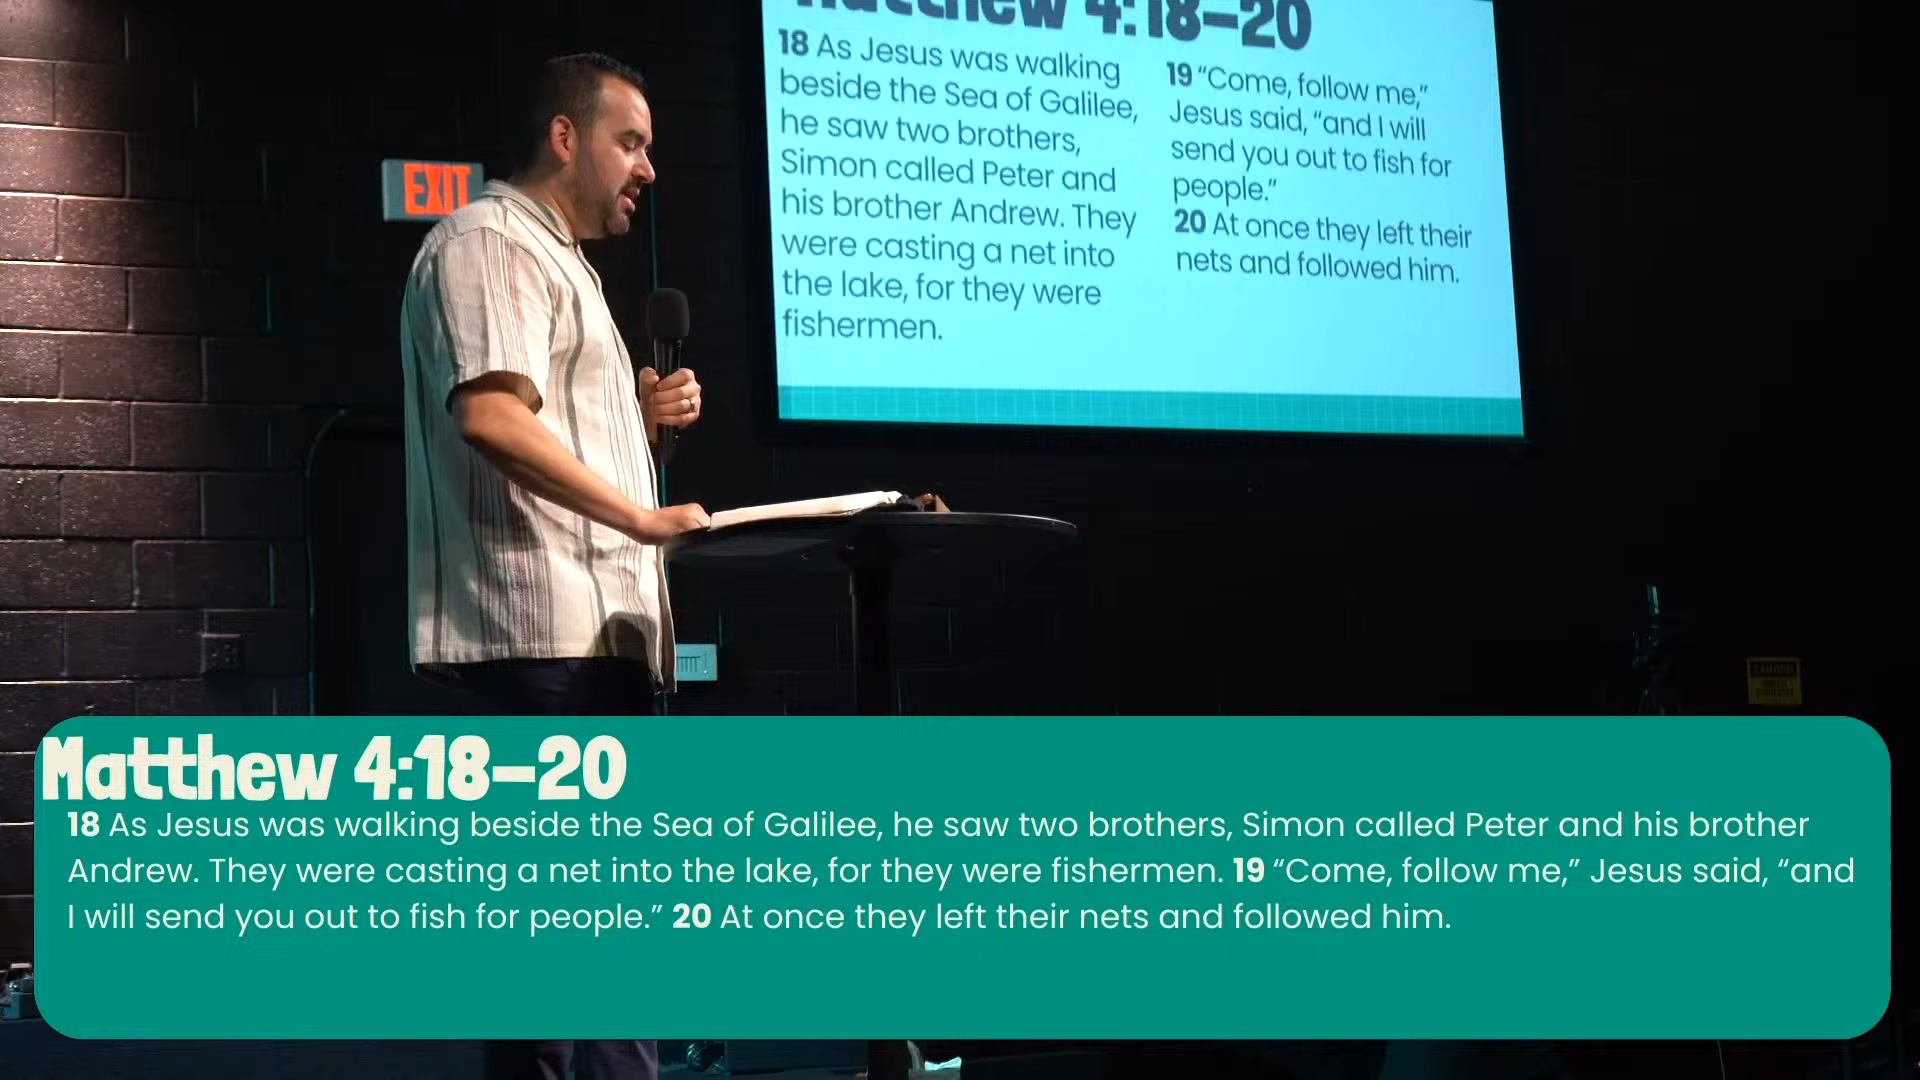 Matthew 4:18–20
18 As Jesus was walking
beside the Sea of Galilee,
he saw two brothers,
Simon called Peter and
his brother Andrew. They
were casting a net into
the lake, for they were
fishermen.
19 “Come, follow me,”
Jesus said, “and I will
send you out to fish for
people.”
20 At once they left their
nets and followed him.
EXIT
Matthew 4:18–20
18 As Jesus was walking beside the Sea of Galilee, he saw two brothers, Simon called Peter and his brother
Andrew. They were casting a net into the lake, for they were fishermen. 19 “Come, follow me,” Jesus said, “and
I will send you out to fish for people.” 20 At once they left their nets and followed him.